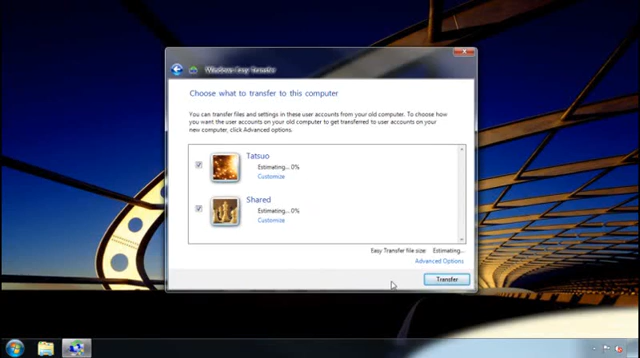 Windows Easy Transfer
Choose what to transfer to this computer
You can transfer files and settings in these user accounts from your old computer. To choose
how you want the user accounts on your old computer to get transferred to user accounts on your
new computer, click Advanced options.
Tatsuo
Estimating... 0%
Customize
Shared
Estimating... 0%
Customize
Easy Transfer file size: Estimating...
Advanced Options
Transfer